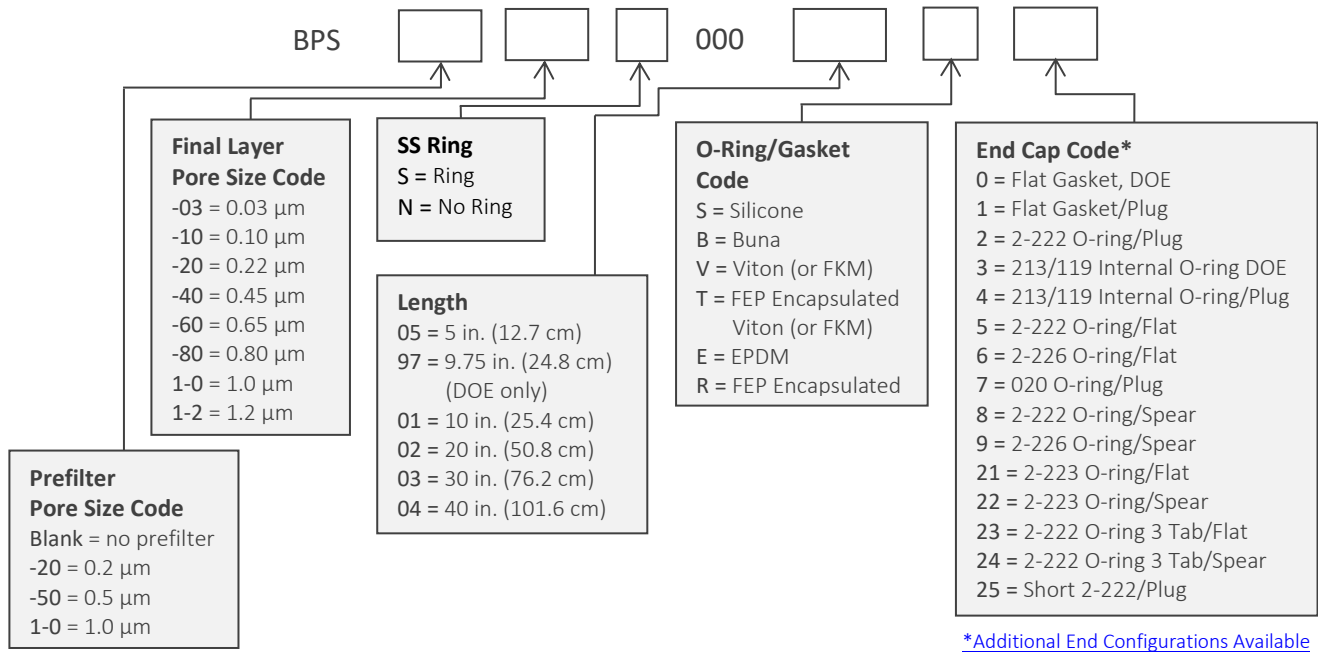 BPS 000
Final Layer
Pore Size Code
-03 = 0.03 µm
-10 = 0.10 µm
-20 = 0.22 µm
-40 = 0.45 µm
-60 = 0.65 µm
-80 = 0.80 µm
1-0 = 1.0 µm
1-2 = 1.2 µm
SS Ring
S = Ring
N = No Ring
O-Ring/Gasket
Code
S = Silicone
B = Buna
V = Viton (or FKM)
T = FEP Encapsulated
Viton (or FKM)
E = EPDM
R = FEP Encapsulated
End Cap Code*
0 = Flat Gasket, DOE
1 = Flat Gasket/Plug
2 = 2-222 O-ring/Plug
3 = 213/119 Internal O-ring DOE
4 = 213/119 Internal O-ring/Plug
5 = 2-222 O-ring/Flat
6 = 2-226 O-ring/Flat
7 = 020 O-ring/Plug
8 = 2-222 O-ring/Spear
9 = 2-226 O-ring/Spear
21 = 2-223 O-ring/Flat
22 = 2-223 O-ring/Spear
23 = 2-222 O-ring 3 Tab/Flat
24 = 2-222 O-ring 3 Tab/Spear
25 = Short 2-222/Plug
Length
05 = 5 in. (12.7 cm)
97 = 9.75 in. (24.8 cm)
(DOE only)
01 = 10 in. (25.4 cm)
02 = 20 in. (50.8 cm)
03 = 30 in. (76.2 cm)
04 = 40 in. (101.6 cm)
Prefilter
Pore Size Code
Blank = no prefilter
-20 = 0.2 µm
-50 = 0.5 µm
1-0 = 1.0 µm
*Additional End Configurations Available